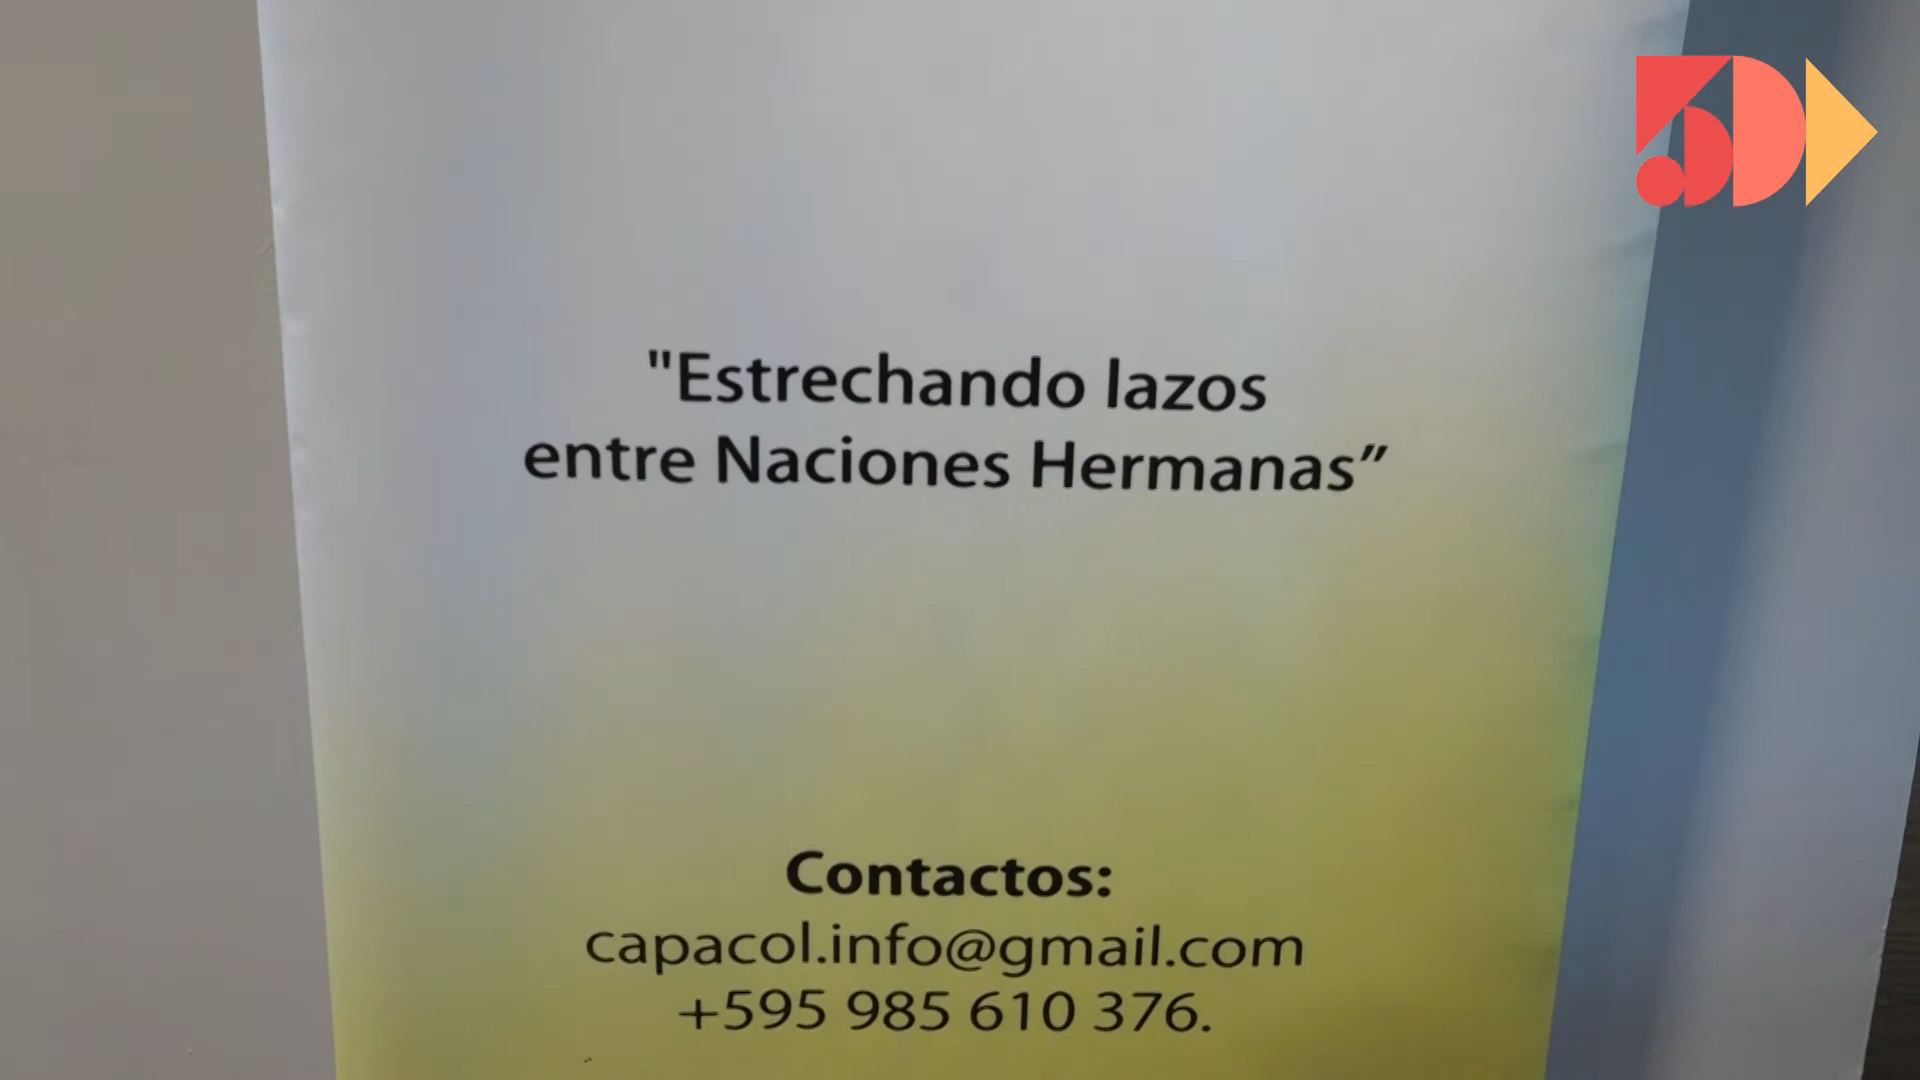 "Estrechando lazos
entre Naciones Hermanas”
Contactos:
capacol.info@gmail.com
+595 985 610 376.